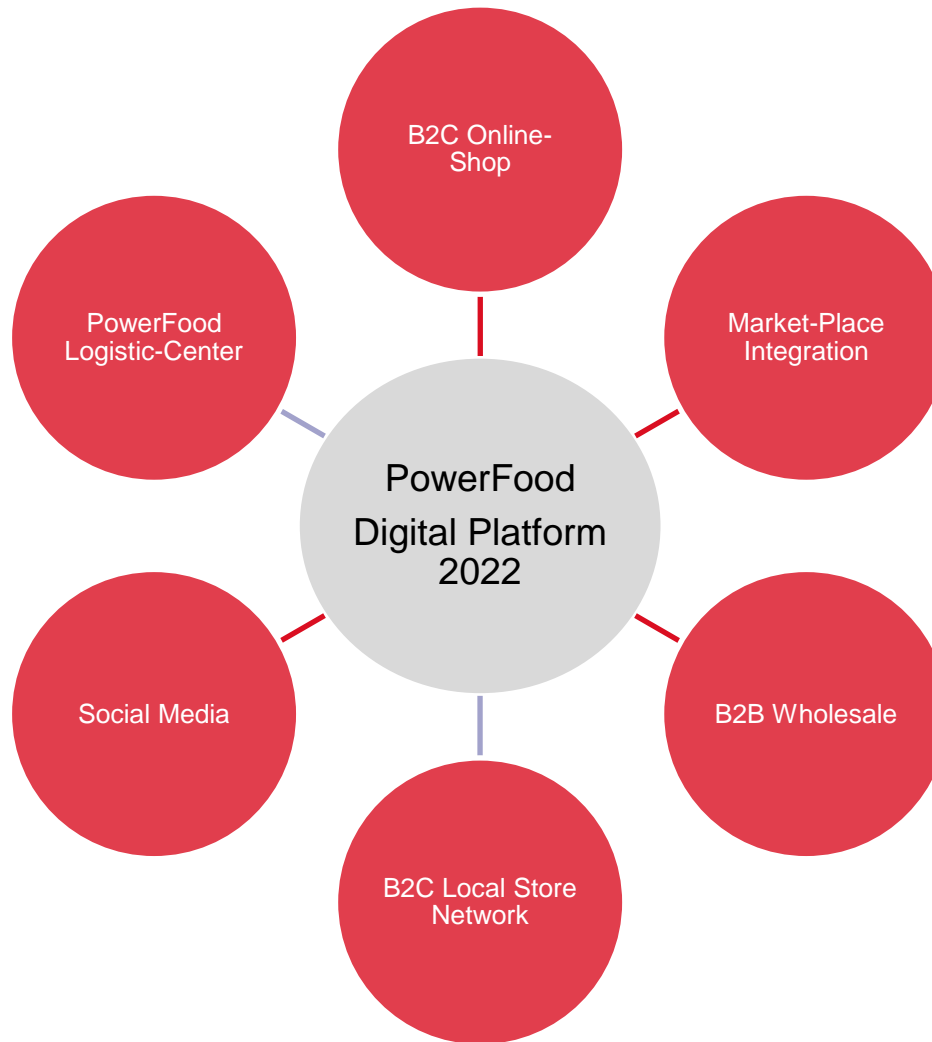 B2C Online-
Shop
PowerFood
Logistic-Center
Market-Place
Integration
PowerFood
Digital Platform
2022
Social Media
B2B Wholesale
B2C Local Store
Network